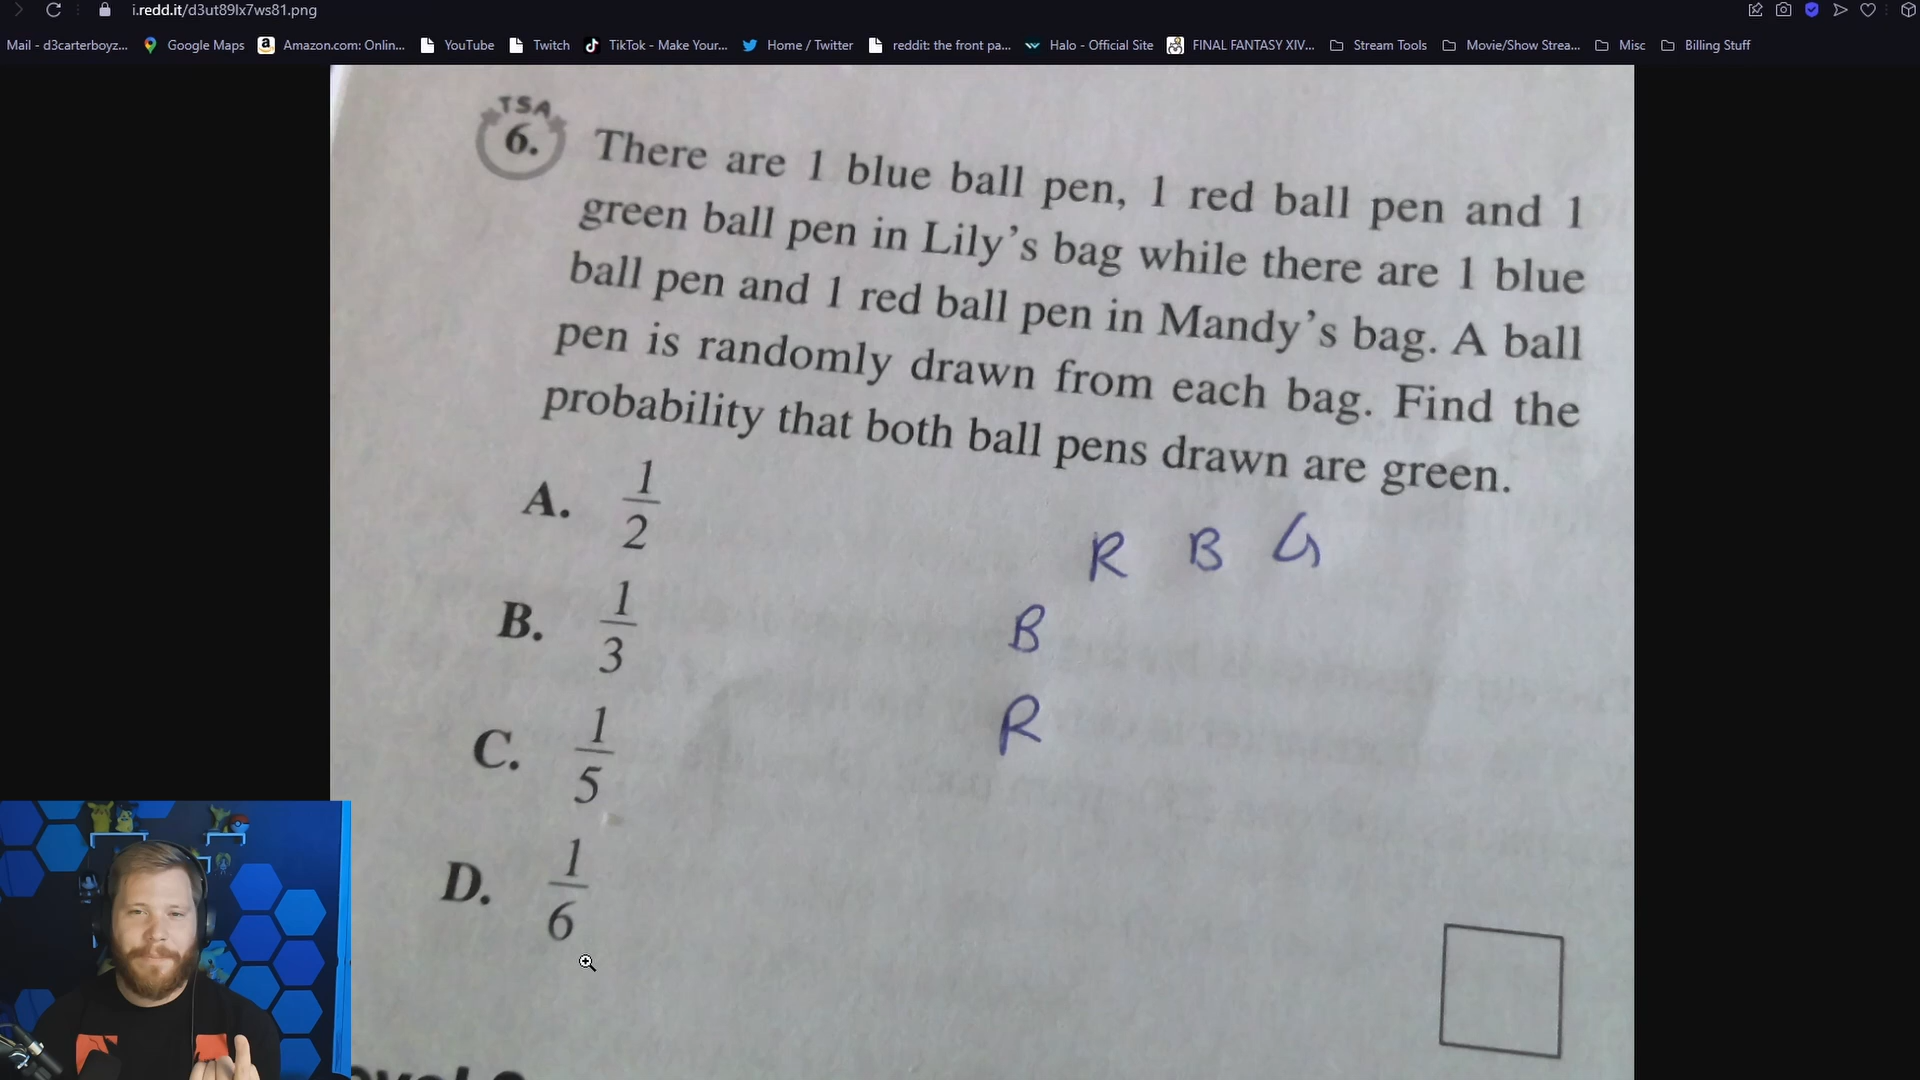 i.redd.it/d3ut89lx7ws81.png
Mail - d3carterboyz... Google Maps Amazon.com: Onlin... YouTube Twitch TikTok - Make Your... Home / Twitter reddit: the front pa... Halo - Official Site FINAL FANTASY XIV... Stream Tools Movie/Show Strea... Misc Billing Stuff
TSA
6. There are 1 blue ball pen, 1 red ball pen and 1
green ball pen in Lily's bag while there are 1 blue
ball pen and 1 red ball pen in Mandy's bag. A ball
pen is randomly drawn from each bag. Find the
probability that both ball pens drawn are green.
A. 1/2
B. 1/3
C. 1/5
D. 1/6
R B G
B
R